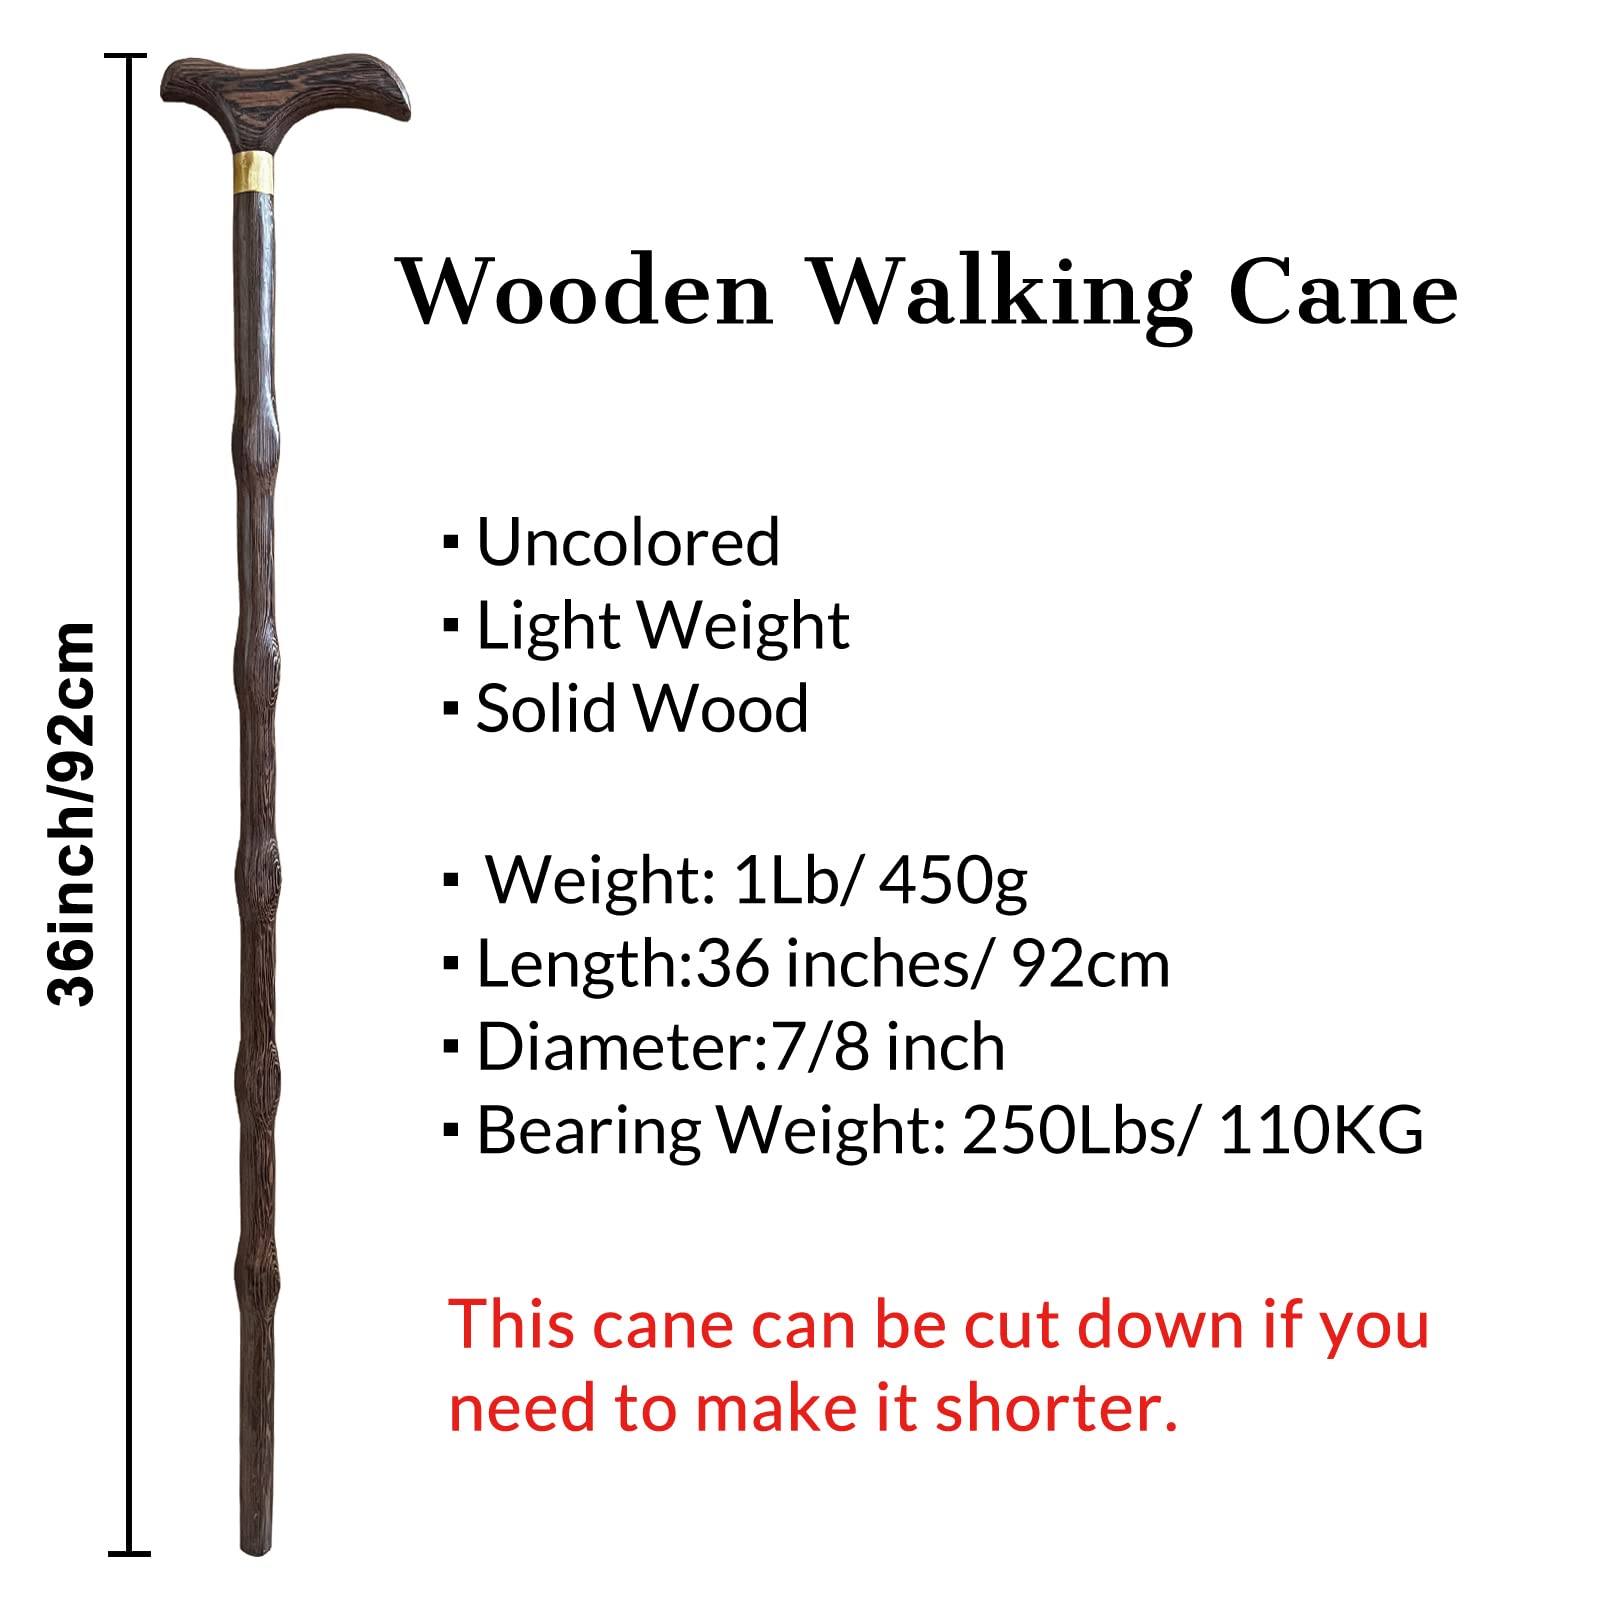 36inch/92cm
Wooden Walking Cane
▪ Uncolored
▪ Light Weight
▪ Solid Wood
▪ Weight: 1Lb/ 450g
▪ Length:36 inches/ 92cm
▪ Diameter:7/8 inch
▪ Bearing Weight: 250Lbs/ 110KG
This cane can be cut down if you
need to make it shorter.